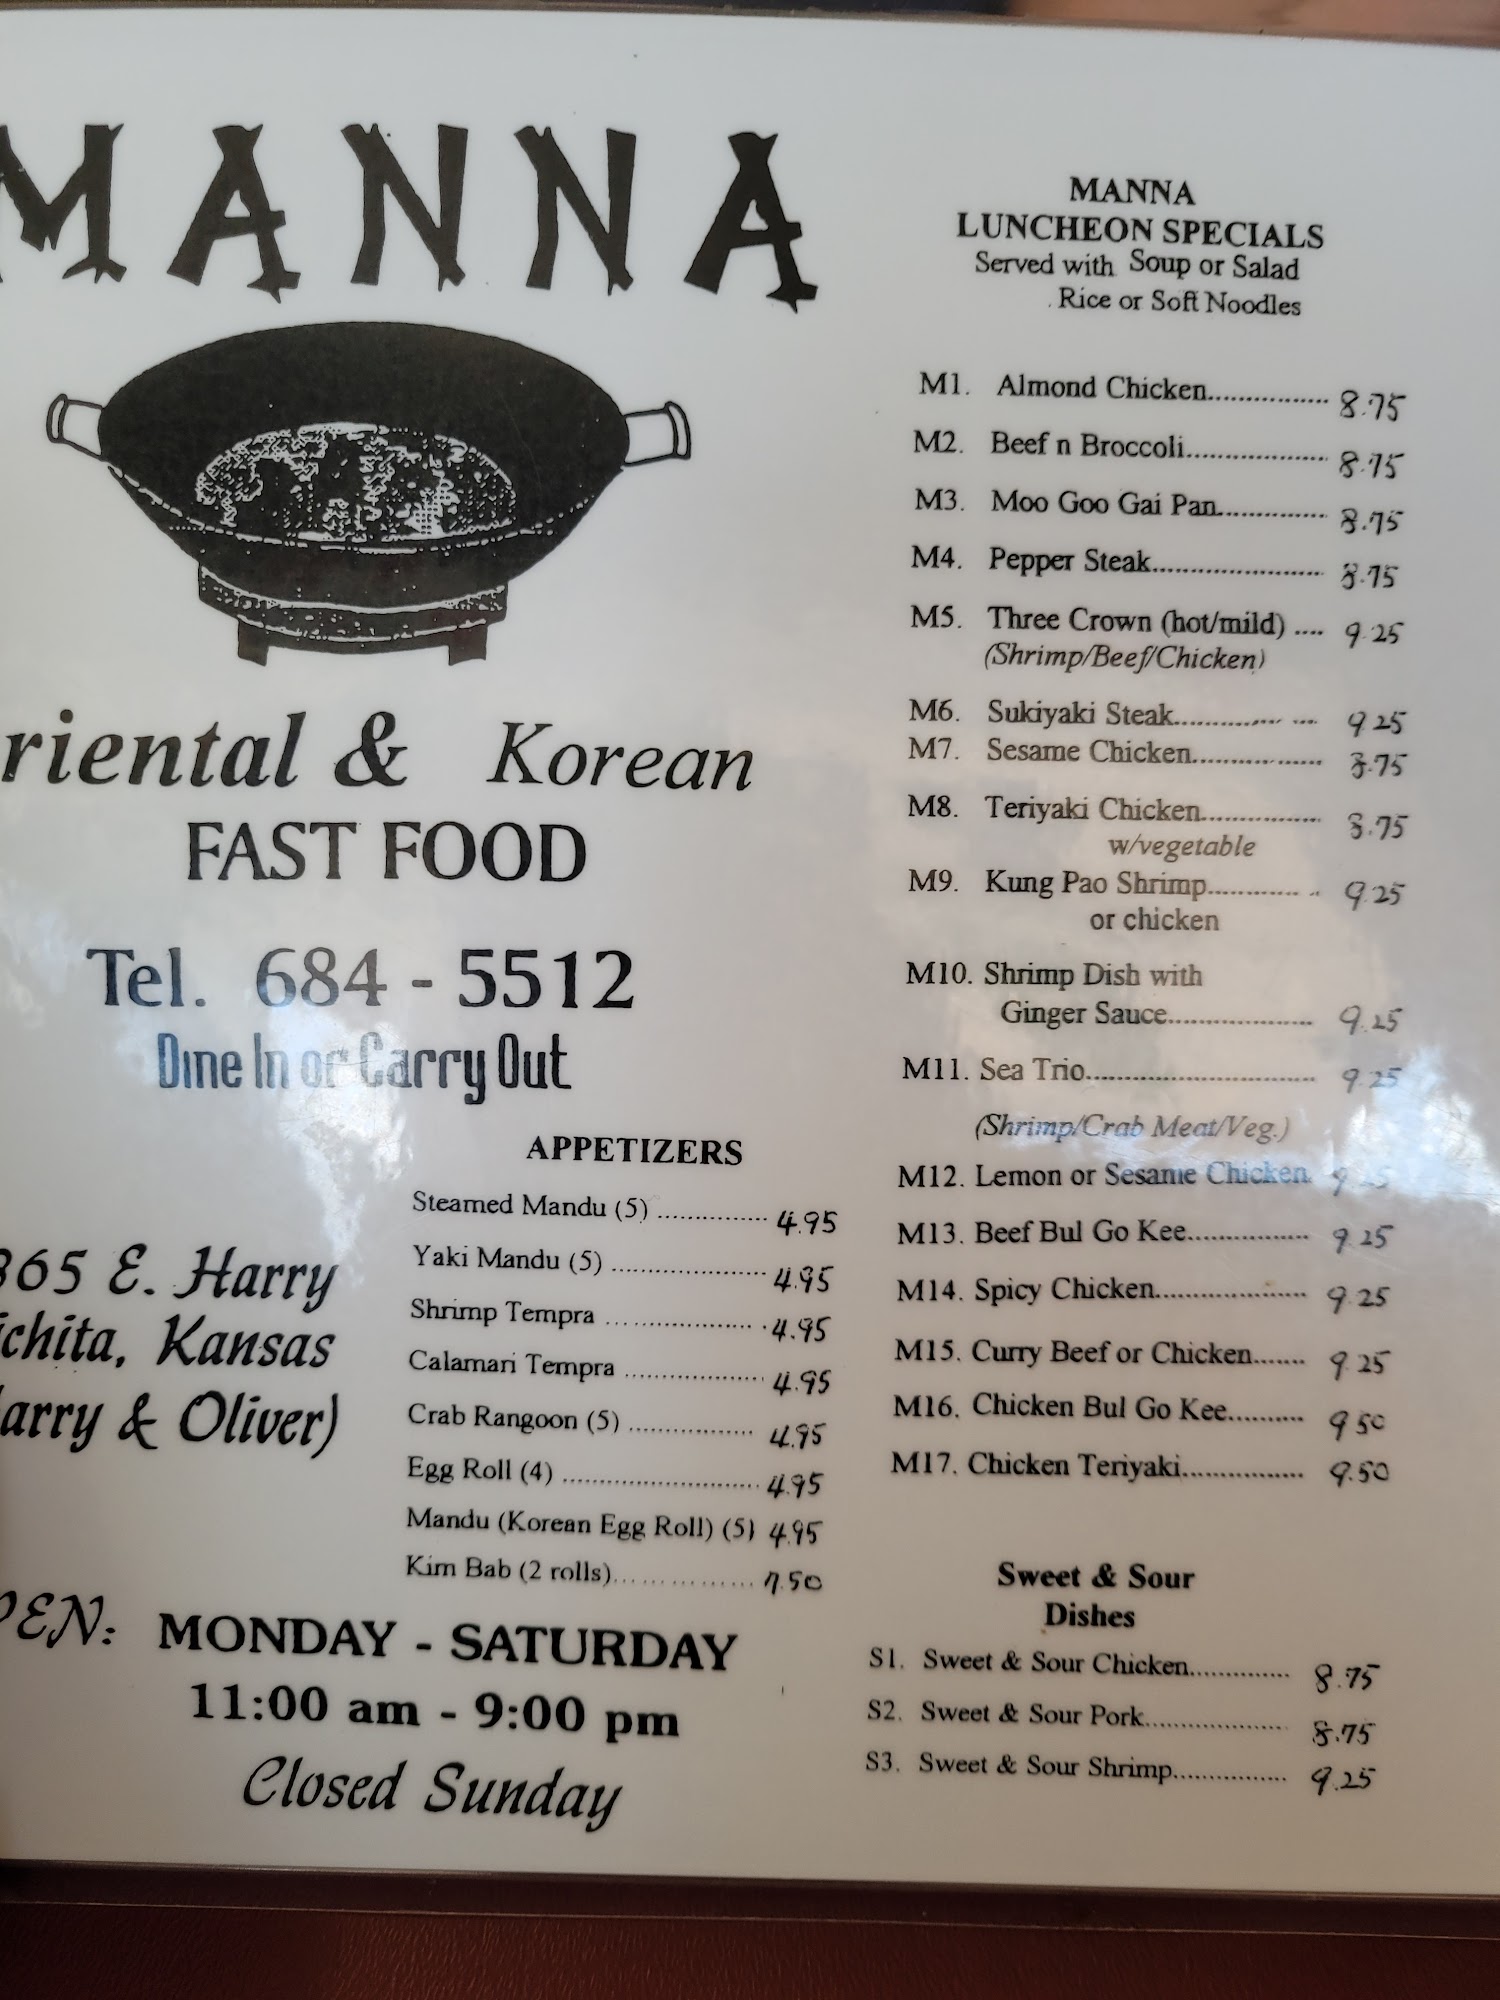 MANNA
riental & Korean
FAST FOOD
Tel. 684 - 5512
Dine In or Carry Out
365 E. Harry
ichita, Kansas
arry & Oliver)
APPETIZERS
Steamed Mandu (5) ............... 4.95
Yaki Mandu (5) ....................... 4.95
Shrimp Tempra ....................... 4.95
Calamari Tempra .................... 4.95
Crab Rangoon (5) .................. 4.95
Egg Roll (4) ............................. 4.95
Mandu (Korean Egg Roll) (5) 4.95
Kim Bab (2 rolls)................... 7.50
PEN: MONDAY - SATURDAY
11:00 am - 9:00 pm
Closed Sunday
MANNA
LUNCHEON SPECIALS
Served with Soup or Salad
Rice or Soft Noodles
M1. Almond Chicken................ 8.75
M2. Beef n Broccoli................... 8.75
M3. Moo Goo Gai Pan.............. 8.75
M4. Pepper Steak....................... 8.75
M5. Three Crown (hot/mild) .... 9.25
(Shrimp/Beef/Chicken)
M6. Sukiyaki Steak.............. .... 9.25
M7. Sesame Chicken................. 8.75
M8. Teriyaki Chicken................ 8.75
w/vegetable
M9. Kung Pao Shrimp............ .. 9.25
or chicken
M10. Shrimp Dish with
Ginger Sauce................... 9.25
M11. Sea Trio.............................. 9.25
(Shrimp/Crab Meat/Veg.)
M12. Lemon or Sesame Chicken. 9.25
M13. Beef Bul Go Kee................ 9.25
M14. Spicy Chicken.................... 9.25
M15. Curry Beef or Chicken....... 9.25
M16. Chicken Bul Go Kee.......... 9.50
M17. Chicken Teriyaki................ 9.50
Sweet & Sour
Dishes
S1. Sweet & Sour Chicken............. 8.75
S2. Sweet & Sour Pork................... 8.75
S3. Sweet & Sour Shrimp............... 9.25